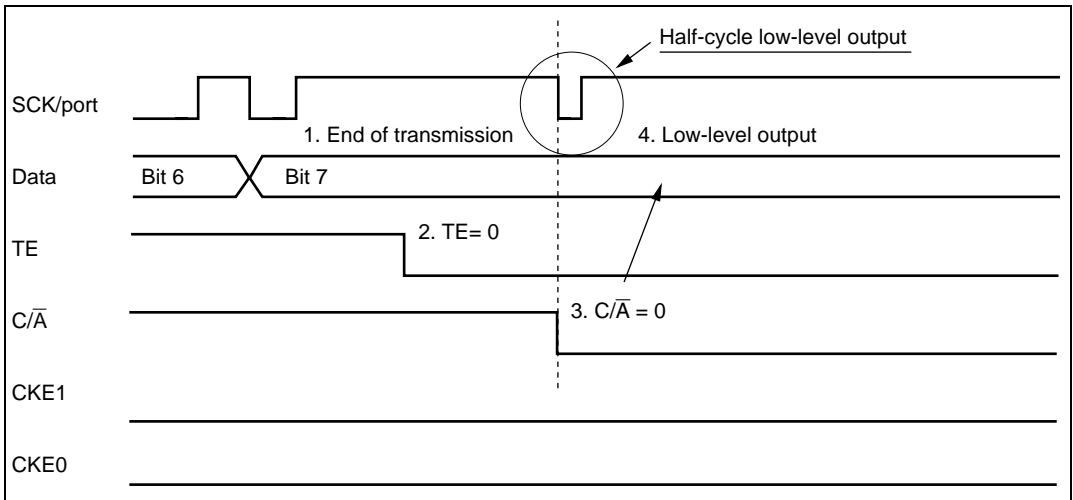 Half-cycle low-level output
SCK/port
1. End of transmission
4. Low-level output
Data
Bit 6
Bit 7
TE
2. TE= 0
C/A̅
3. C/A̅ = 0
CKE1
CKE0